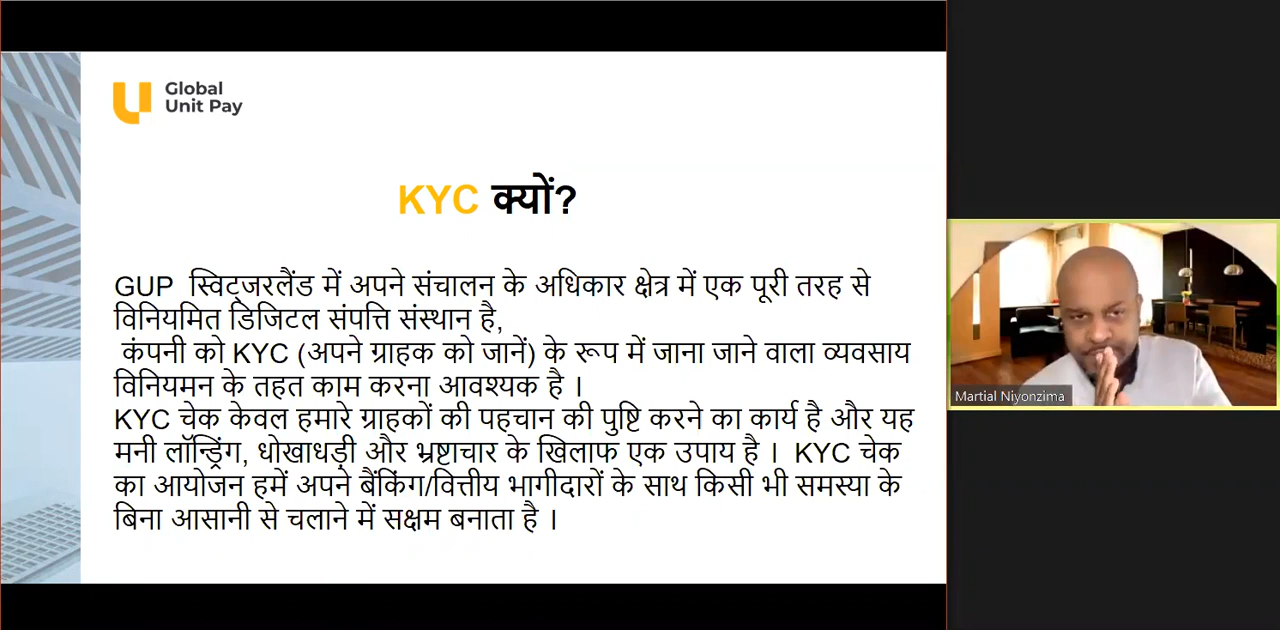 Global
Unit Pay
KYC क्यों?
GUP स्विट्जरलैंड में अपने संचालन के अधिकार क्षेत्र में एक पूरी तरह से
विनियमित डिजिटल संपत्ति संस्थान है,
कंपनी को KYC (अपने ग्राहक को जानें) के रूप में जाना जाने वाला व्यवसाय
विनियमन के तहत काम करना आवश्यक है ।
KYC चेक केवल हमारे ग्राहकों की पहचान की पुष्टि करने का कार्य है और यह
मनी लॉन्ड्रिंग, धोखाधड़ी और भ्रष्टाचार के खिलाफ एक उपाय है । KYC चेक
का आयोजन हमें अपने बैंकिंग/वित्तीय भागीदारों के साथ किसी भी समस्या के
बिना आसानी से चलाने में सक्षम बनाता है ।
Martial Niyonzima